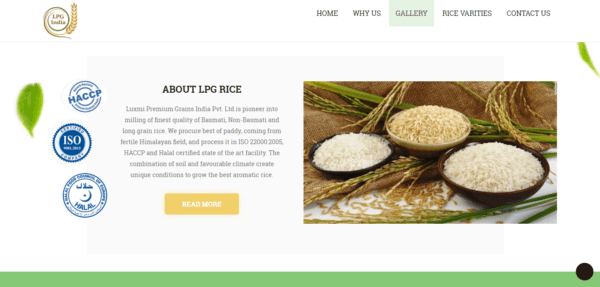 LPG
India
HOME WHY US GALLERY RICE VARITIES CONTACT US
HACCP
ISO
9001:2015
COMPANY
HALAL
ABOUT LPG RICE
Luxmi Premium Grains India Pvt. Ltd.is pioneer into
milling of finest quality of Basmati, Non-Basmati and
long grain rice. We procure best of paddy, coming from
fertile Himalayan field, and process it in ISO 22000:2005,
HACCP and Halal certified state of the art facility. The
combination of soil and favourable climate create
unique conditions to grow the best aromatic rice.
READ MORE